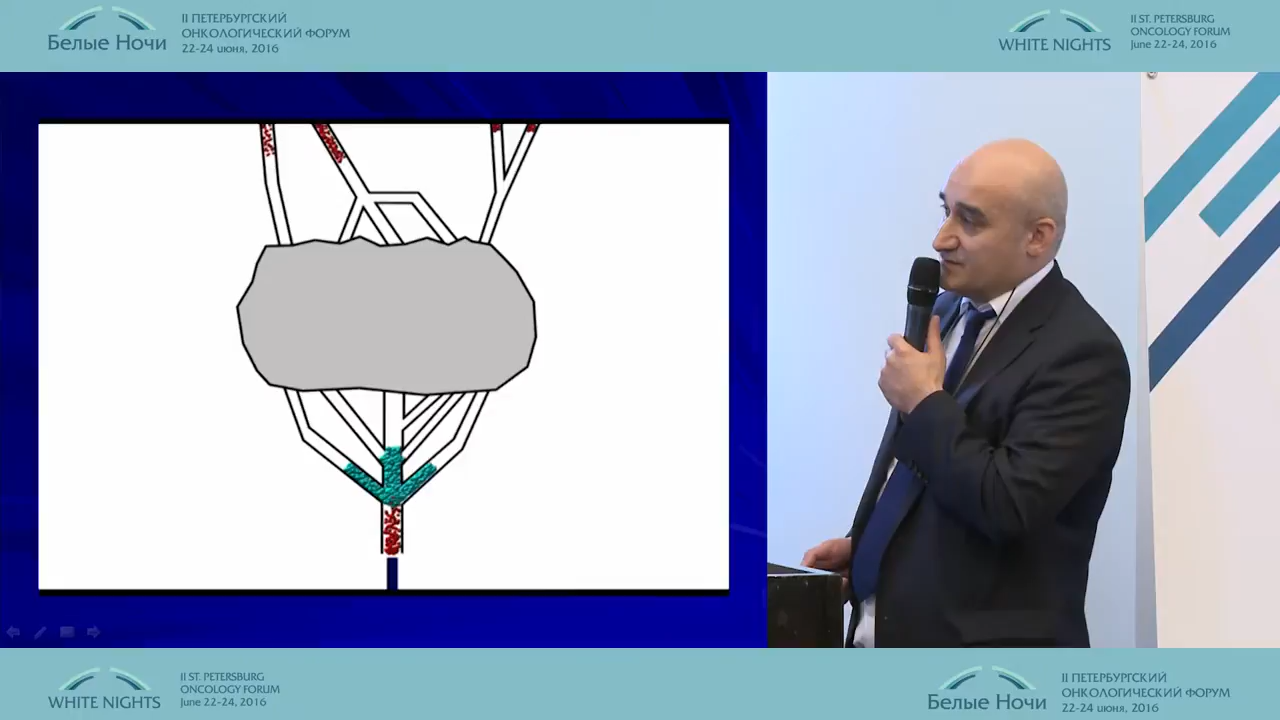 Белые Ночи
II ПЕТЕРБУРГСКИЙ
ОНКОЛОГИЧЕСКИЙ ФОРУМ
22-24 июня, 2016
WHITE NIGHTS
II ST. PETERSBURG
ONCOLOGY FORUM
June 22-24, 2016
WHITE NIGHTS
II ST. PETERSBURG
ONCOLOGY FORUM
June 22-24, 2016
Белые Ночи
II ПЕТЕРБУРГСКИЙ
ОНКОЛОГИЧЕСКИЙ ФОРУМ
22-24 июня, 2016